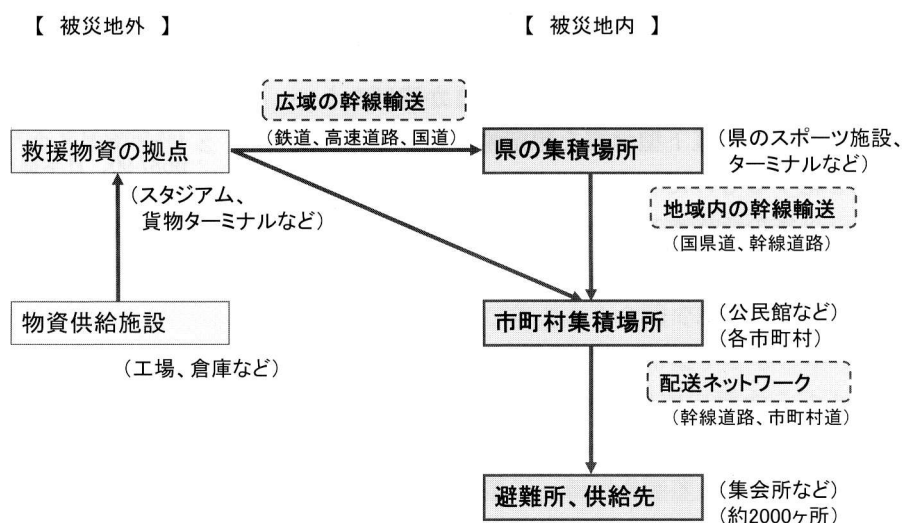 【 被災地外 】
【 被災地内 】
広域の幹線輸送
（鉄道、高速道路、国道）
救援物資の拠点
（スタジアム、
貨物ターミナルなど）
県の集積場所
（県のスポーツ施設、
ターミナルなど）
地域内の幹線輸送
（国県道、幹線道路）
物資供給施設
（工場、倉庫など）
市町村集積場所
（公民館など）
（各市町村）
配送ネットワーク
（幹線道路、市町村道）
避難所、供給先
（集会所など）
（約2000ヶ所）